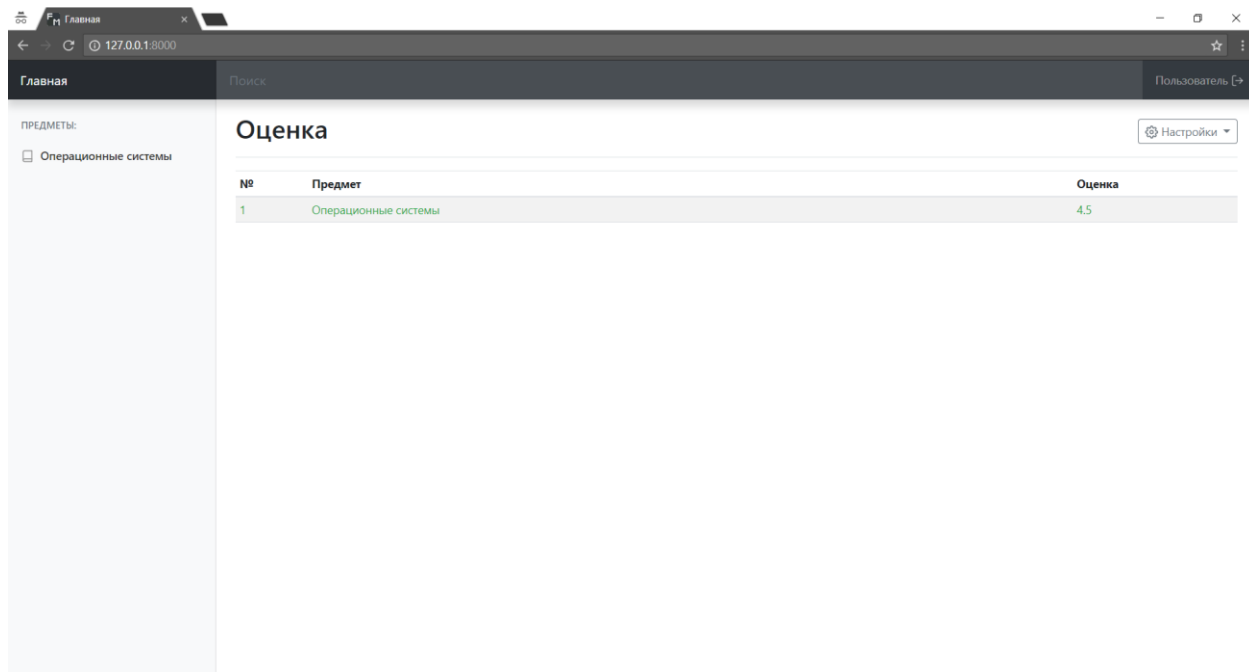 FM Главная
127.0.0.1:8000
Главная Поиск Пользователь
ПРЕДМЕТЫ: Оценка Настройки
Операционные системы
№ Предмет Оценка
1 Операционные системы 4.5